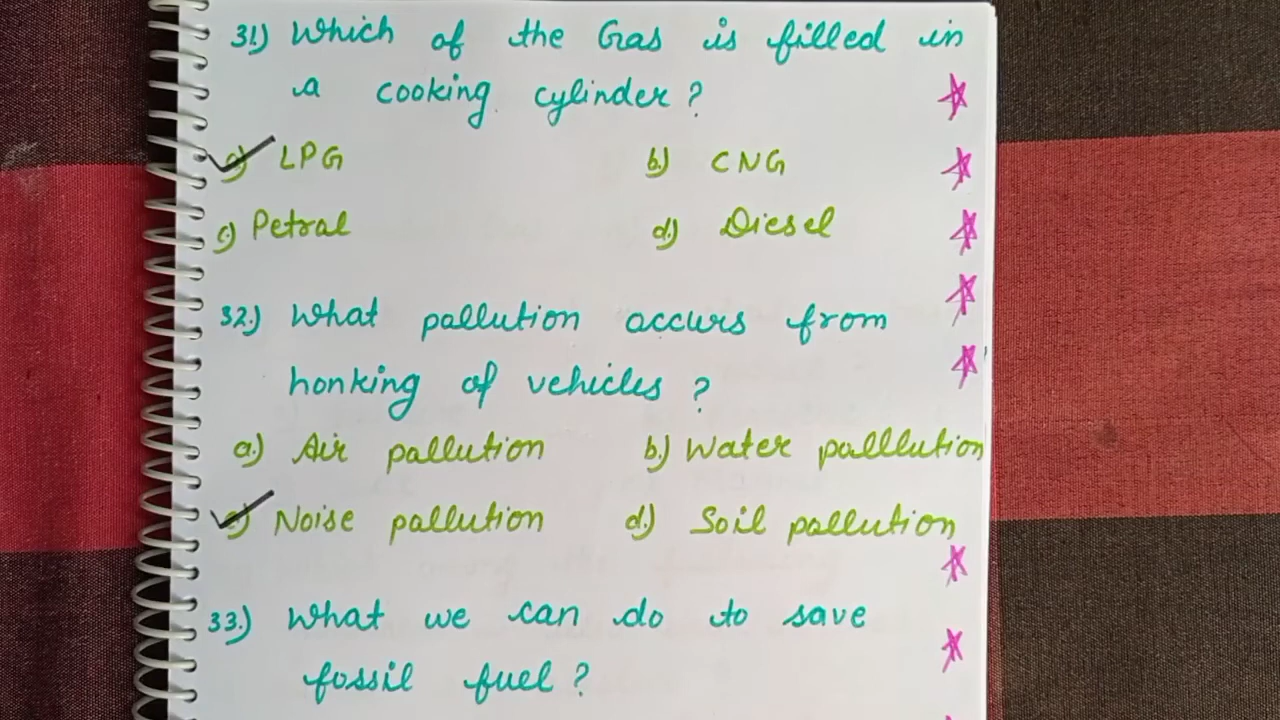 31.) Which of the Gas is filled in
a cooking cylinder?
a) LPG b.) CNG
c.) Petral d.) Diesel
32.) What pallution accurs from
honking of vehicles?
a.) Air pallution b.) Water palllution
c) Noise pallution d.) Soil pallution
33.) What we can do to save
fossil fuel?